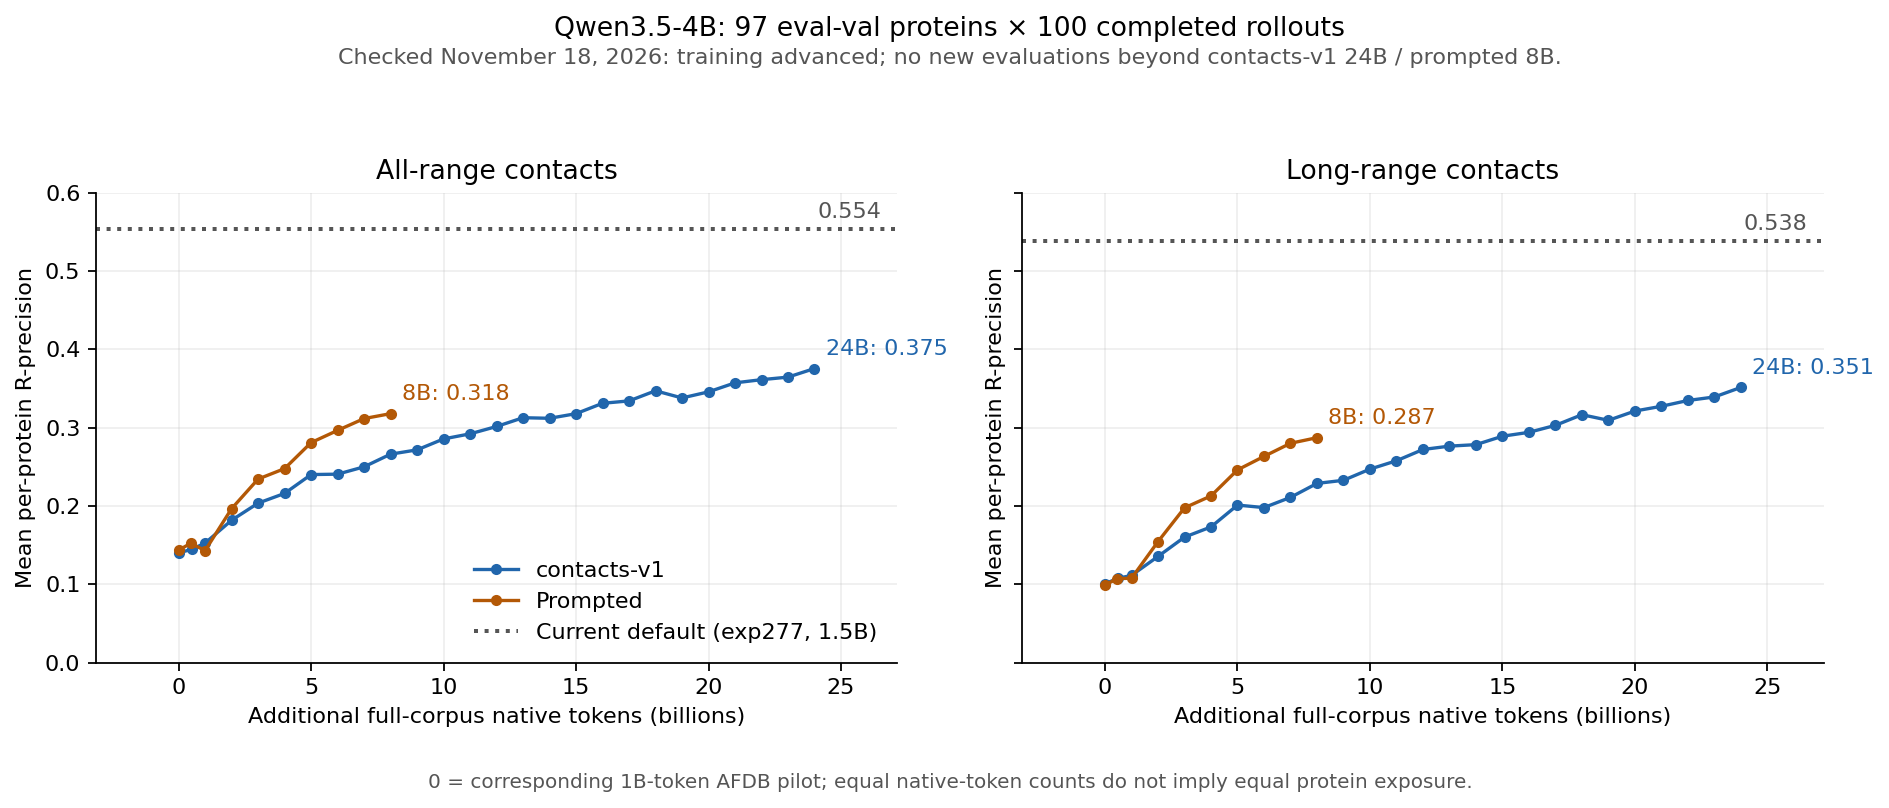 Qwen3.5-4B: 97 eval-val proteins × 100 completed rollouts
Checked November 18, 2026: training advanced; no new evaluations beyond contacts-v1 24B / prompted 8B.
All-range contacts
Mean per-protein R-precision
0.6
0.5
0.4
0.3
0.2
0.1
0.0
0.554
24B: 0.375
8B: 0.318
contacts-v1
Prompted
Current default (exp277, 1.5B)
0 5 10 15 20 25
Additional full-corpus native tokens (billions)
Long-range contacts
Mean per-protein R-precision
0.538
24B: 0.351
8B: 0.287
0 5 10 15 20 25
Additional full-corpus native tokens (billions)
0 = corresponding 1B-token AFDB pilot; equal native-token counts do not imply equal protein exposure.